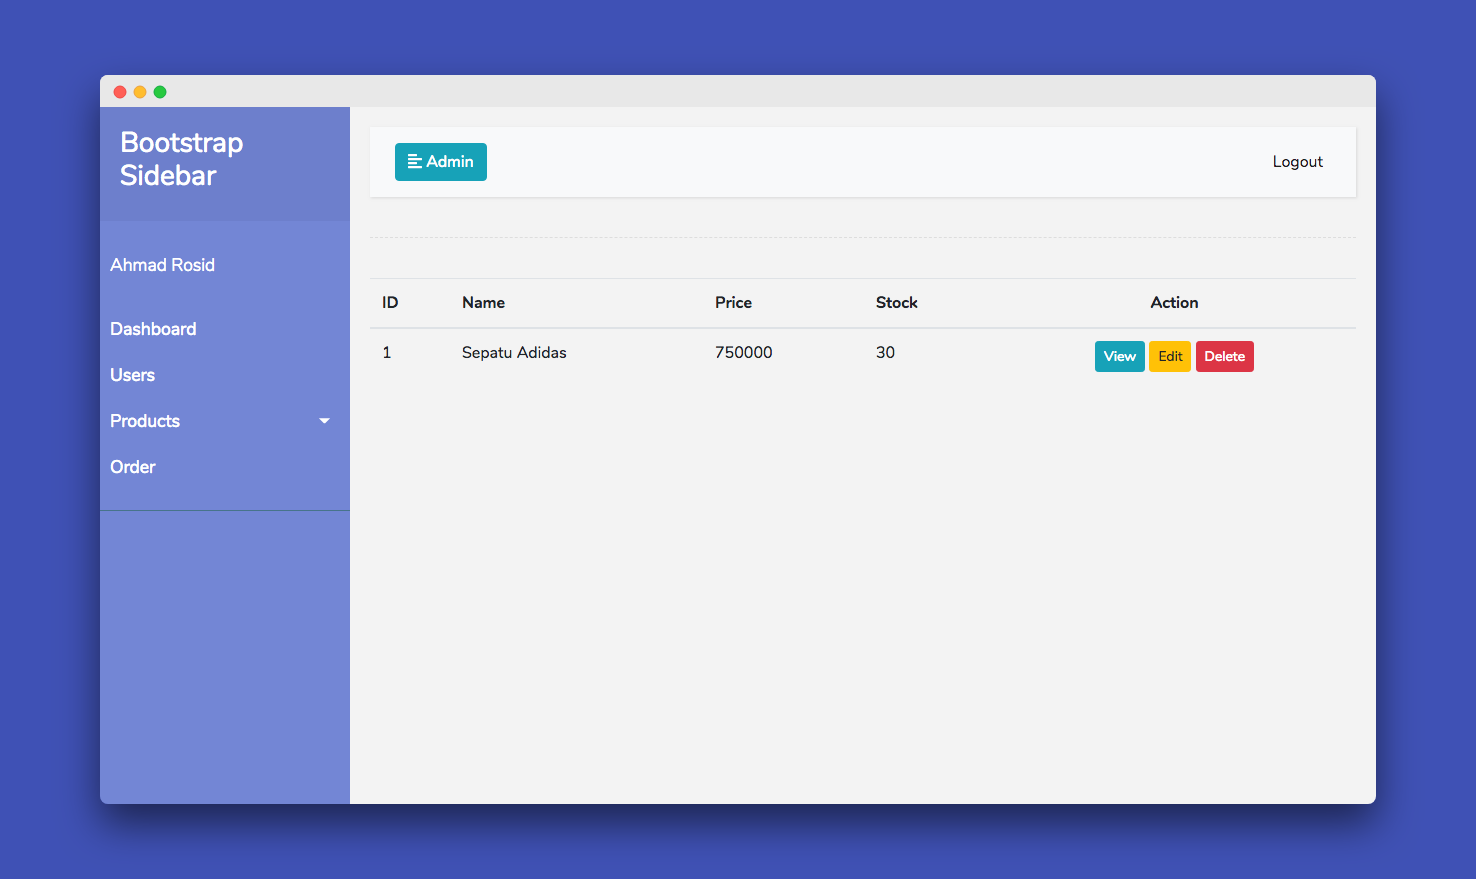 Bootstrap
Sidebar
Ahmad Rosid
Dashboard
Users
Products
Order
Admin
Logout
ID Name Price Stock Action
1 Sepatu Adidas 750000 30 View Edit Delete